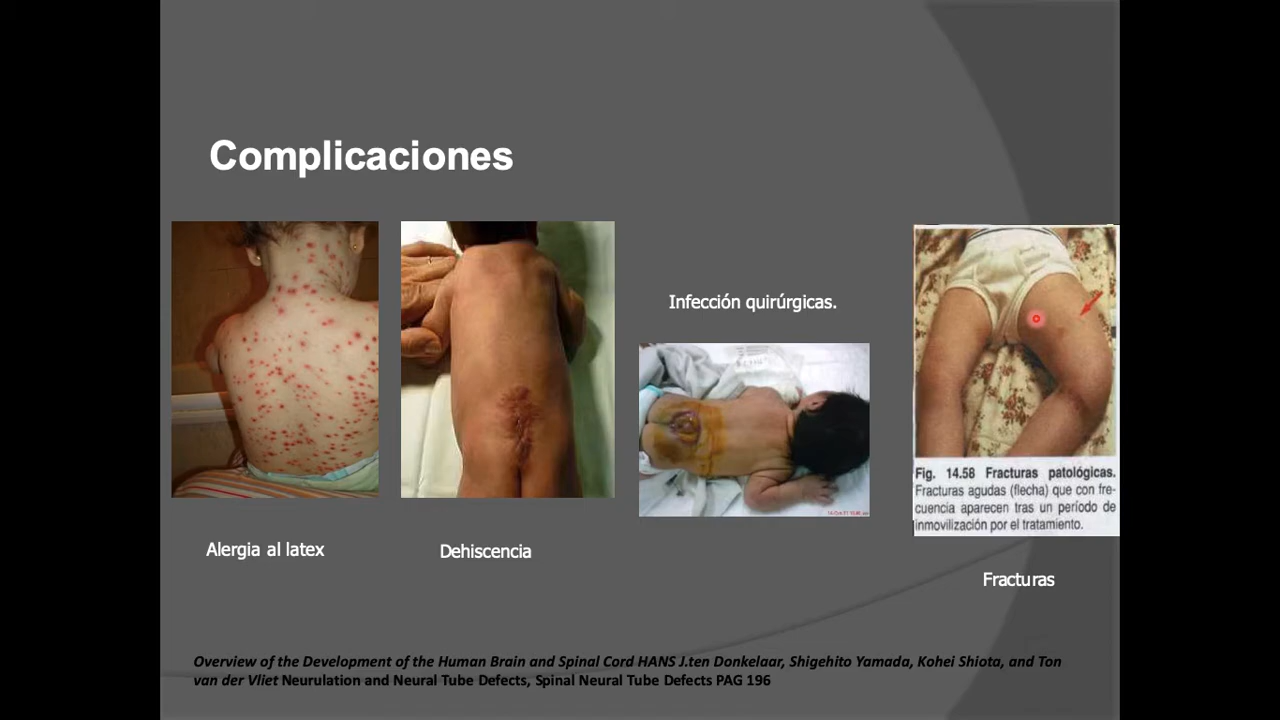 Complicaciones
Infección quirúrgicas.
Fig. 14.58 Fracturas patológicas.
Fracturas agudas (flecha) que con fre-
cuencia aparecen tras un período de
inmovilización por el tratamiento.
Alergia al latex
Dehiscencia
Fracturas
Overview of the Development of the Human Brain and Spinal Cord HANS J.ten Donkelaar, Shigehito Yamada, Kohei Shiota, and Ton
van der Vliet Neurulation and Neural Tube Defects, Spinal Neural Tube Defects PAG 196